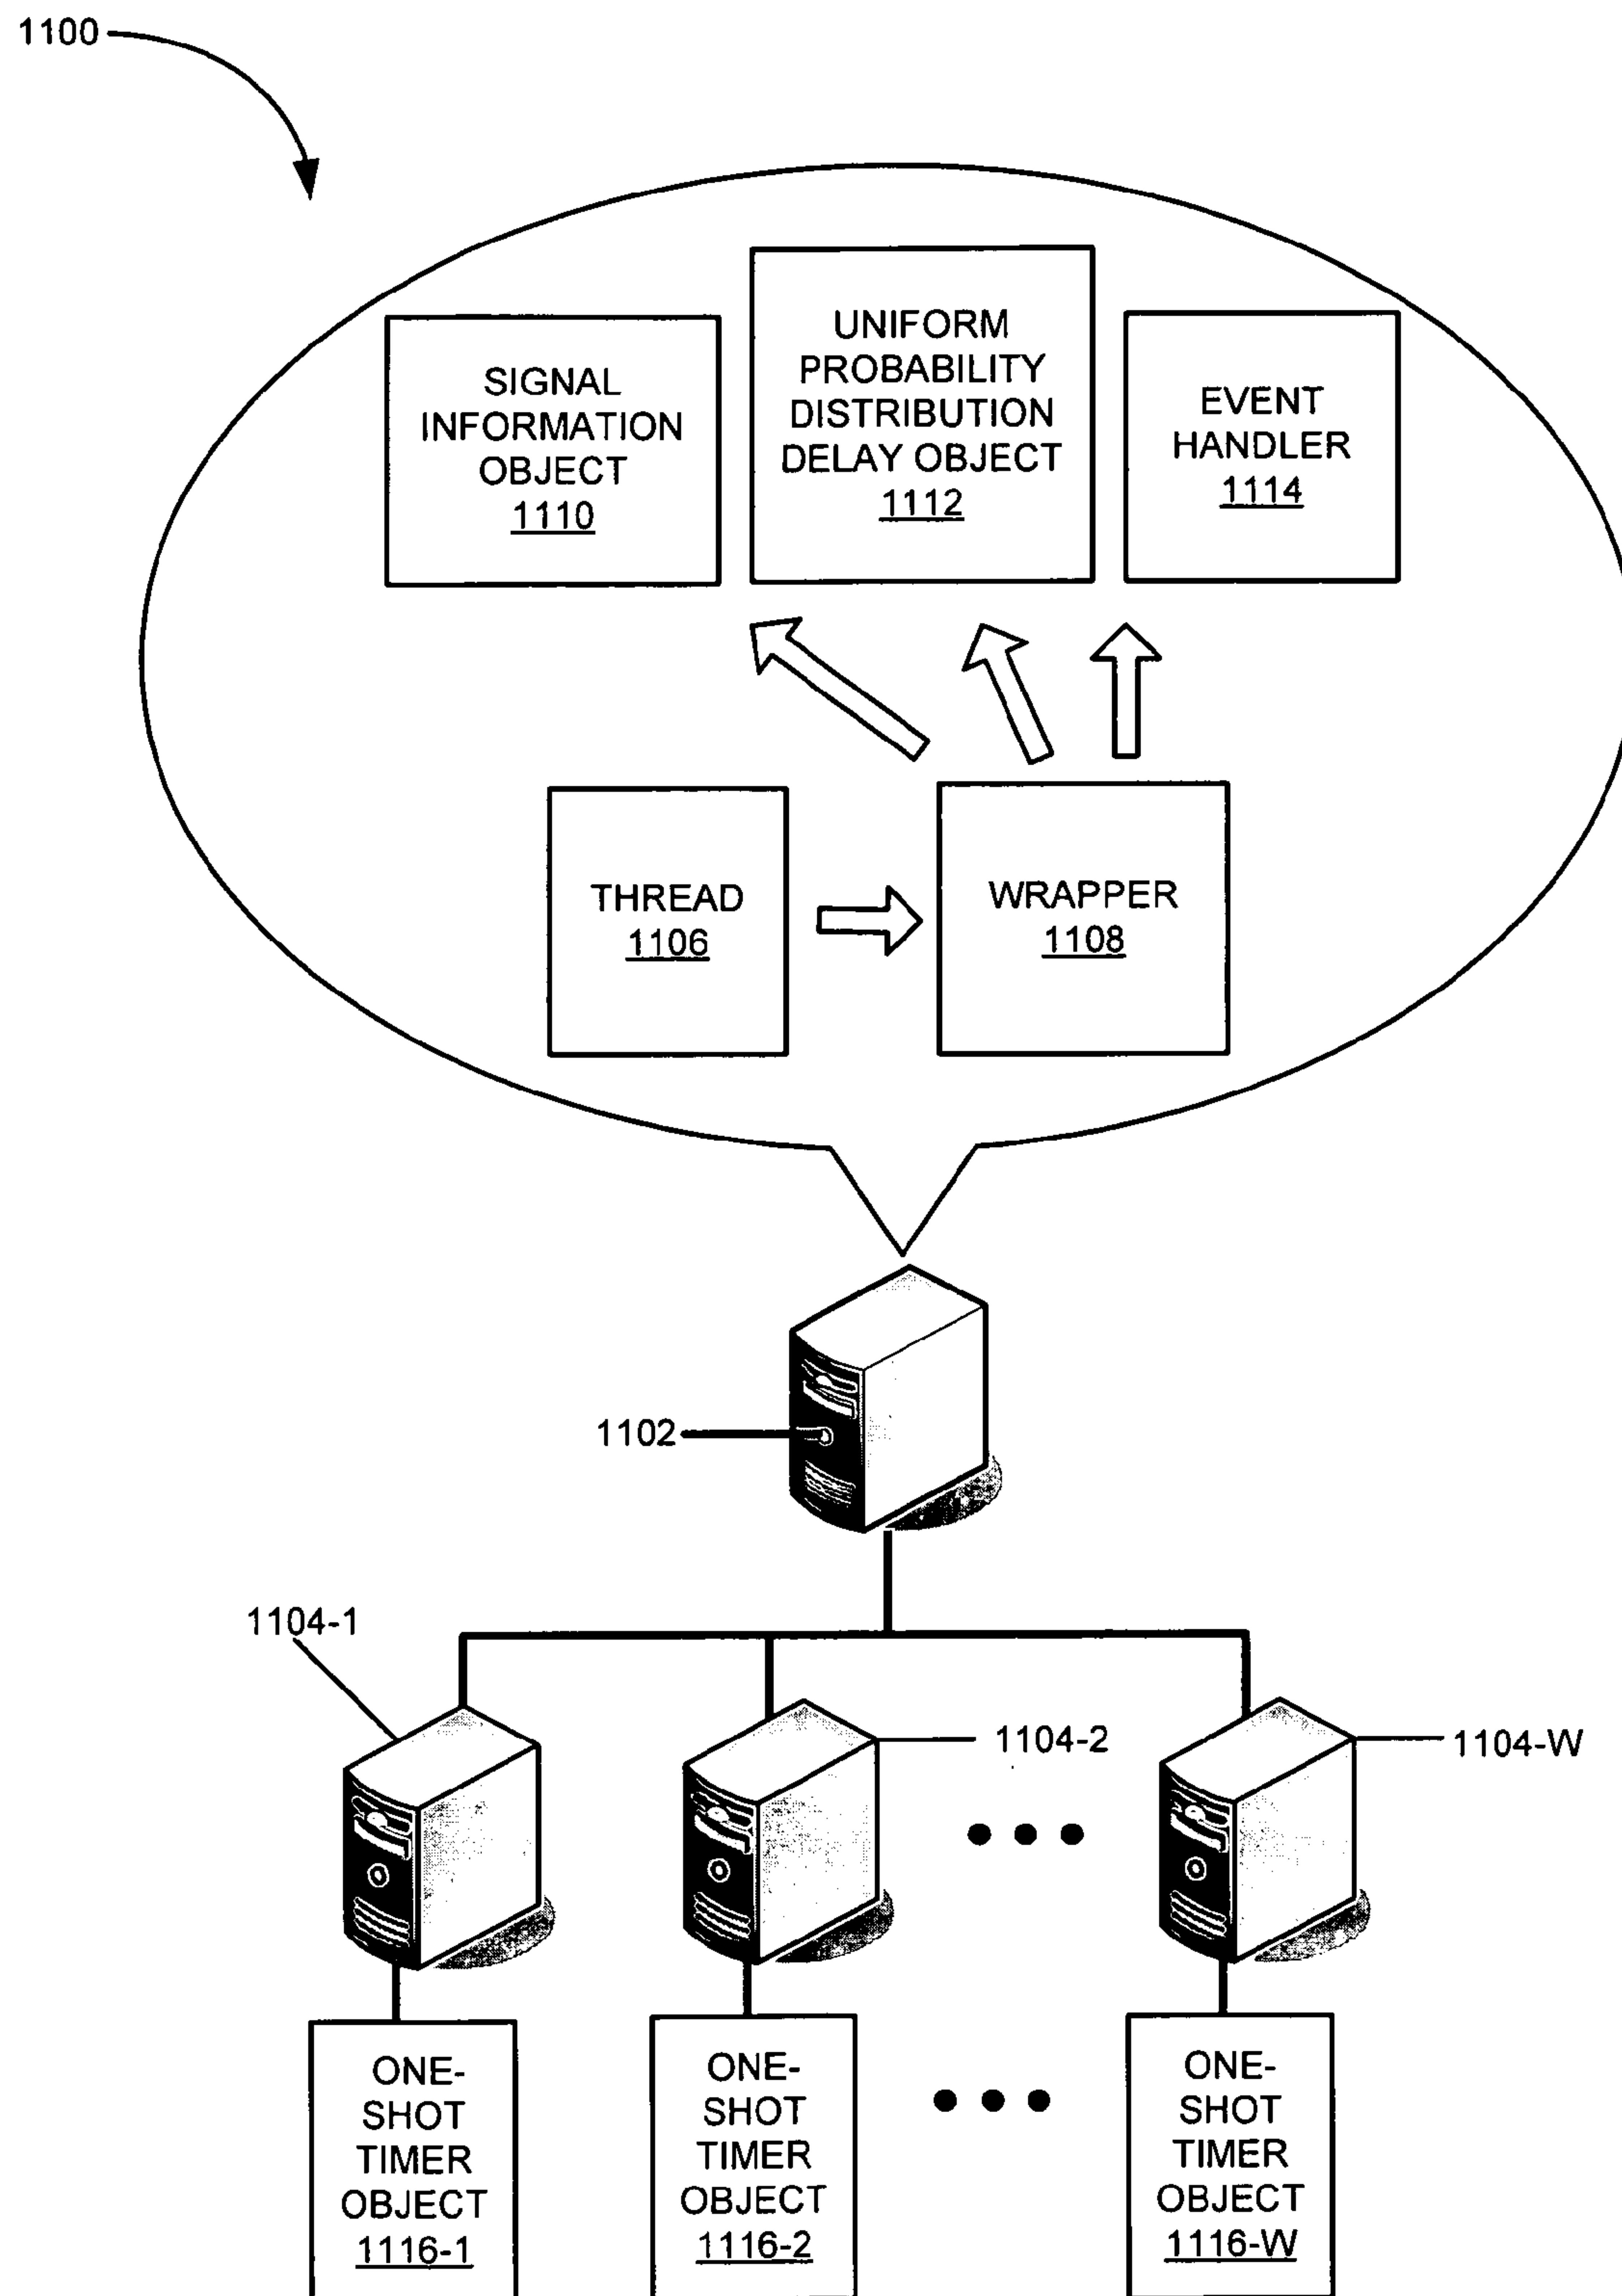 1100
SIGNAL
INFORMATION
OBJECT
1110
UNIFORM
PROBABILITY
DISTRIBUTION
DELAY OBJECT
1112
EVENT
HANDLER
1114
THREAD
1106
WRAPPER
1108
1102
1104-1
1104-2
1104-W
ONE-
SHOT
TIMER
OBJECT
1116-1
ONE-
SHOT
TIMER
OBJECT
1116-2
ONE-
SHOT
TIMER
OBJECT
1116-W